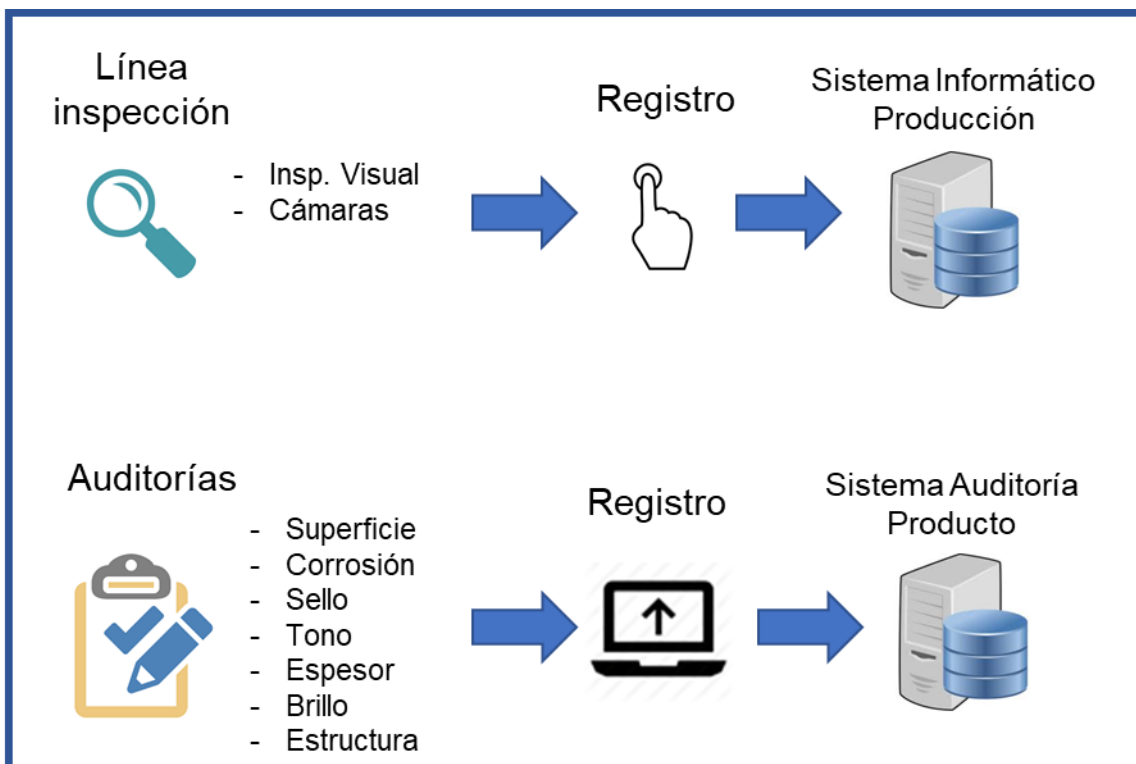 Línea
inspección
- Insp. Visual
- Cámaras
Registro
Sistema Informático
Producción
Auditorías
- Superficie
- Corrosión
- Sello
- Tono
- Espesor
- Brillo
- Estructura
Registro
Sistema Auditoría
Producto